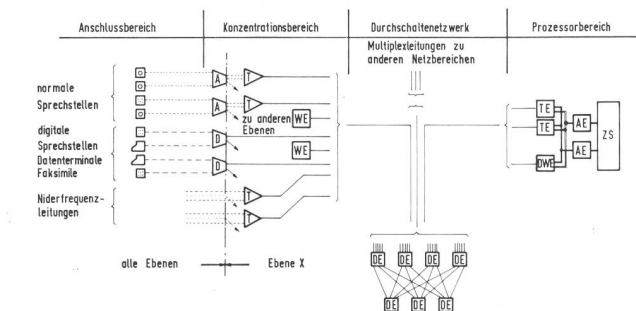 Anschlussbereich
Konzentrationsbereich
Durchschaltenetzwerk
Prozessorbereich
Multiplexleitungen zu
anderen Netzbereichen
normale
Sprechstellen
digitale
Sprechstellen
Datenterminale
Faksimile
Niderfrequenz-
leitungen
A
T
A
T
zu anderen
Ebenen
WE
D
WE
D
T
T
TE
TE
DWE
AE
AE
ZS
DE DE DE DE
DE DE DE
alle Ebenen
Ebene X